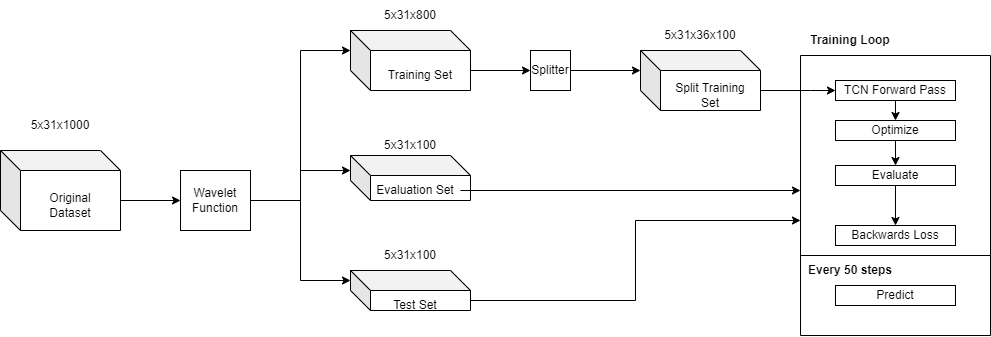 5x31x1000
Original
Dataset
Wavelet
Function
5x31x800
Training Set
Splitter
5x31x36x100
Split Training
Set
5x31x100
Evaluation Set
5x31x100
Test Set
Training Loop
TCN Forward Pass
Optimize
Evaluate
Backwards Loss
Every 50 steps
Predict